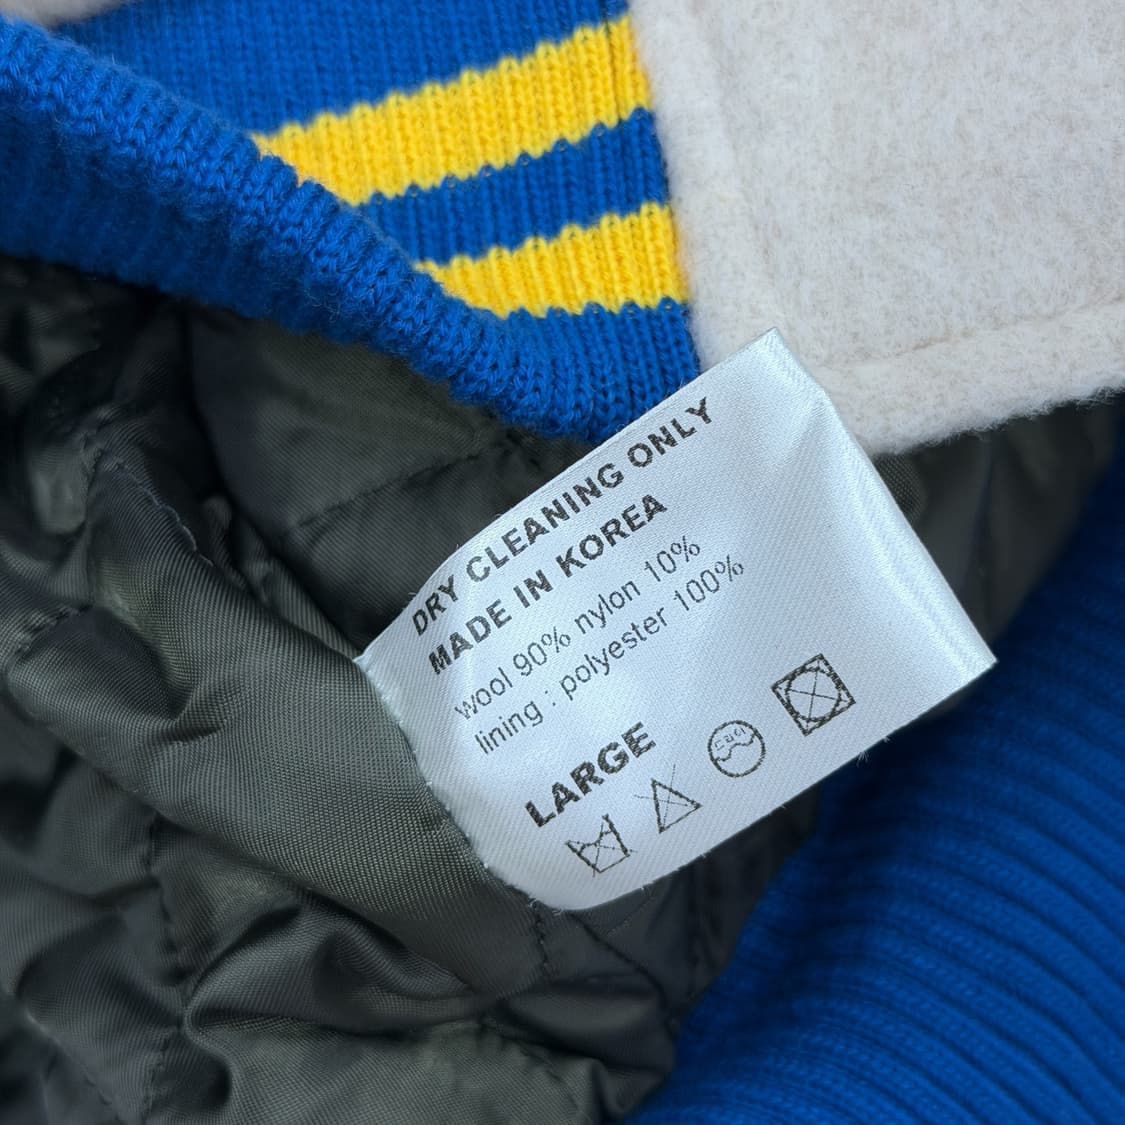 DRY CLEANING ONLY
MADE IN KOREA
wool 90% nylon 10%
lining : polyester 100%
LARGE